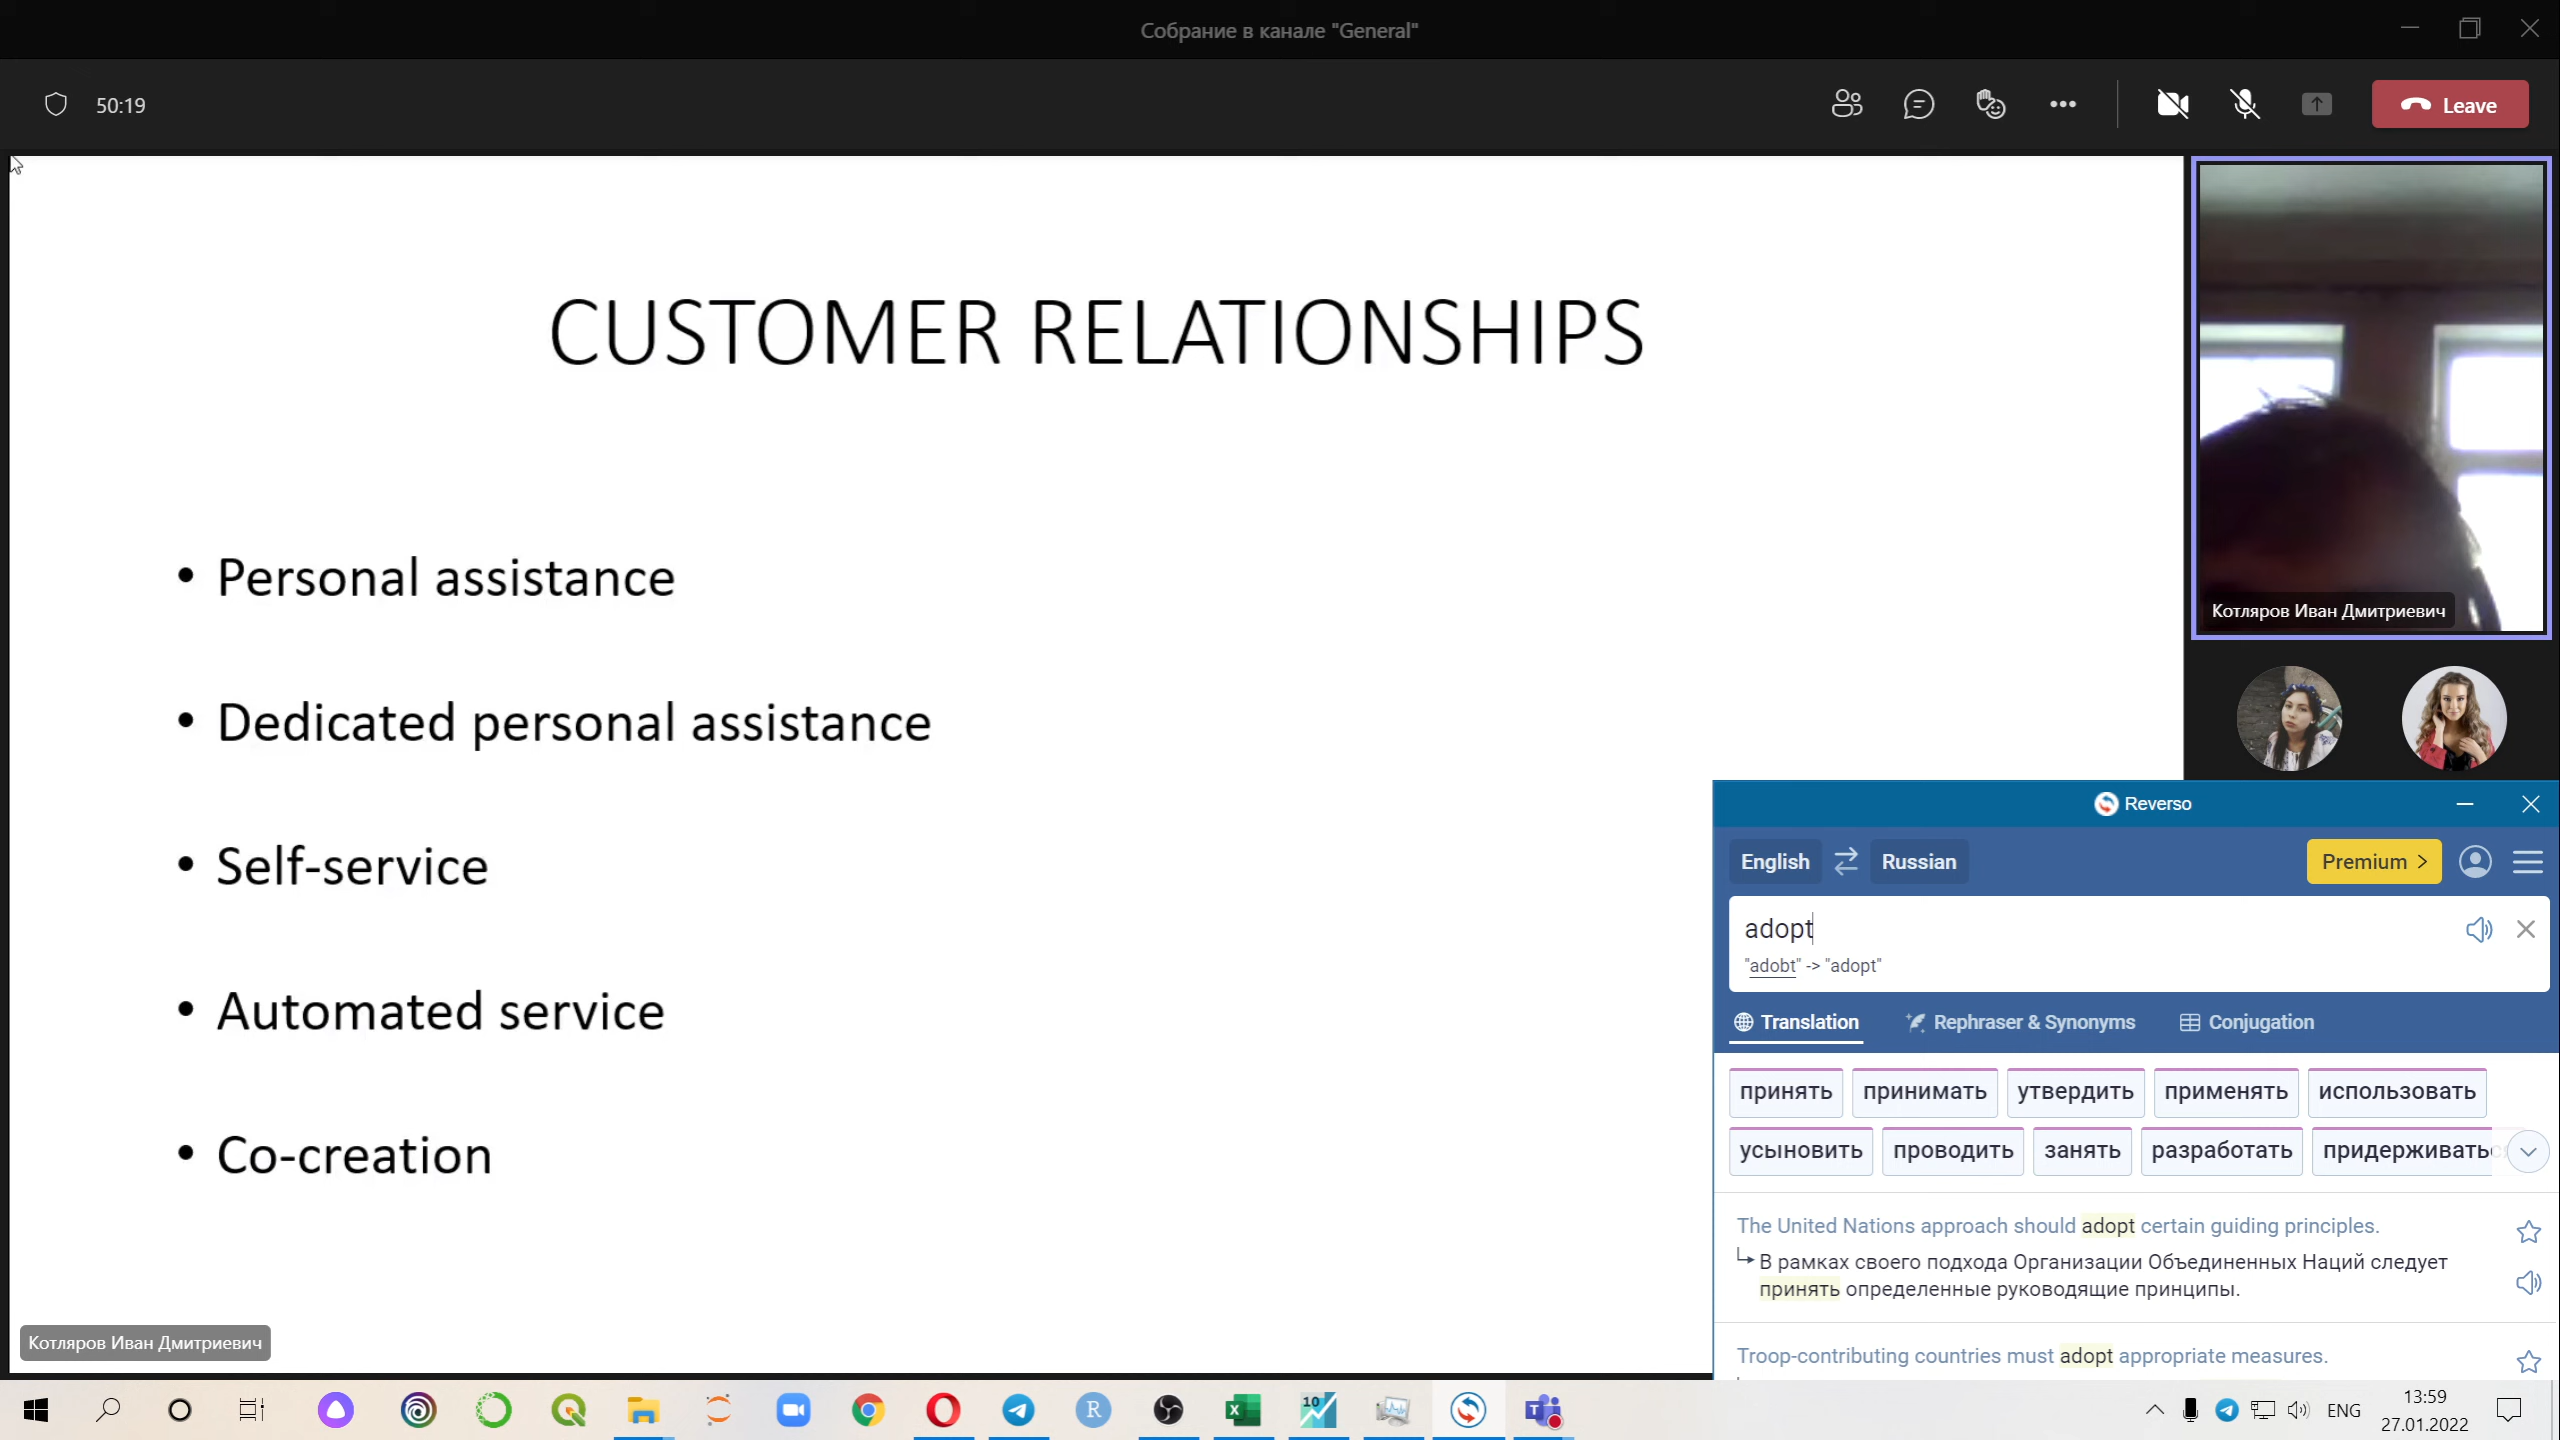 Собрание в канале "General"
50:19
Leave
CUSTOMER RELATIONSHIPS
• Personal assistance
• Dedicated personal assistance
• Self-service
• Automated service
• Co-creation
Котляров Иван Дмитриевич
Котляров Иван Дмитриевич
Reverso
English Russian
Premium >
adopt
"adobt" -> "adopt"
Translation Rephraser & Synonyms Conjugation
принять принимать утвердить применять использовать
усыновить проводить занять разработать придерживаться
The United Nations approach should adopt certain guiding principles.
В рамках своего подхода Организации Объединенных Наций следует
принять определенные руководящие принципы.
Troop-contributing countries must adopt appropriate measures.
R
10
ENG
13:59
27.01.2022